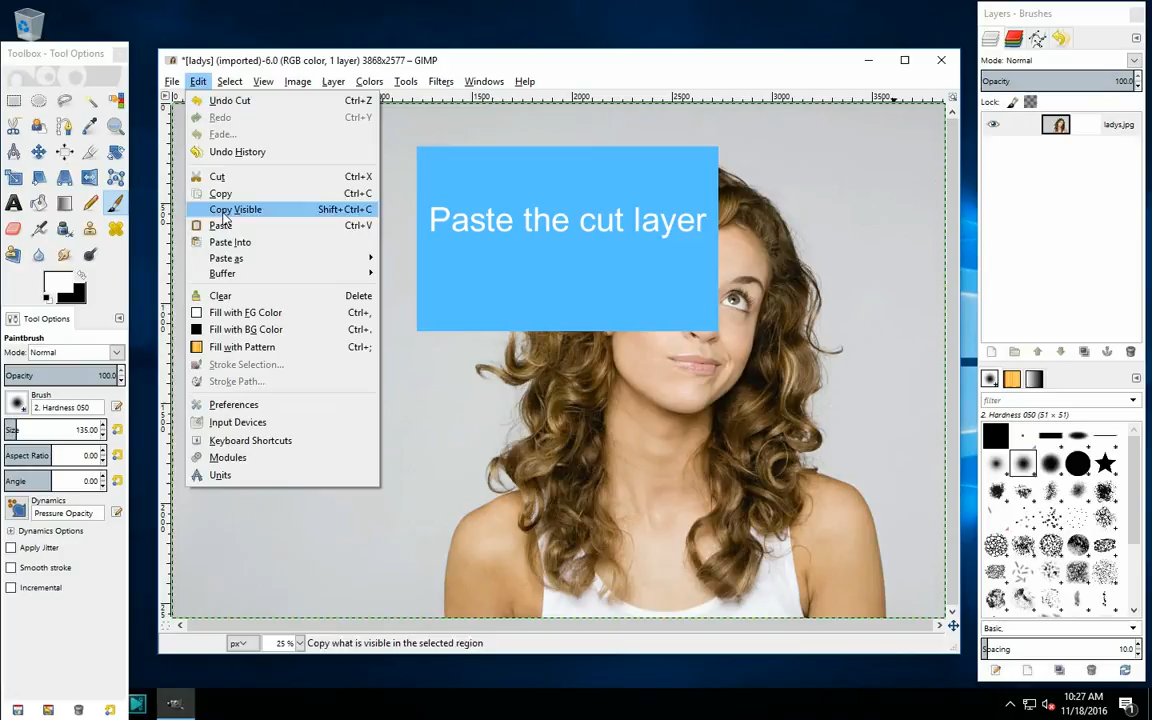 Toolbox - Tool Options
Layers - Brushes
*[ladys] (imported)-6.0 (RGB color, 1 layer) 3868x2577 – GIMP
File Edit Select View Image Layer Colors Tools Filters Windows Help
Undo Cut Ctrl+Z
Redo Ctrl+Y
Fade...
Undo History
Cut Ctrl+X
Copy Ctrl+C
Copy Visible Shift+Ctrl+C
Paste Ctrl+V
Paste Into
Paste as
Buffer
Clear Delete
Fill with FG Color Ctrl+,
Fill with BG Color Ctrl+.
Fill with Pattern Ctrl+;
Stroke Selection...
Stroke Path...
Preferences
Input Devices
Keyboard Shortcuts
Modules
Units
1500 2000 2500 3000 3500
Paste the cut layer
Tool Options
Paintbrush
Mode: Normal
Opacity 100.0
Brush
2. Hardness 050
Size 135.00
Aspect Ratio 0.00
Angle 0.00
Dynamics
Pressure Opacity
Dynamics Options
Apply Jitter
Smooth stroke
Incremental
px 25 % Copy what is visible in the selected region
Mode: Normal
Opacity 100.0
Lock:
ladys.jpg
filter
2. Hardness 050 (51 × 51)
Basic,
Spacing 10.0
10:27 AM
11/18/2016